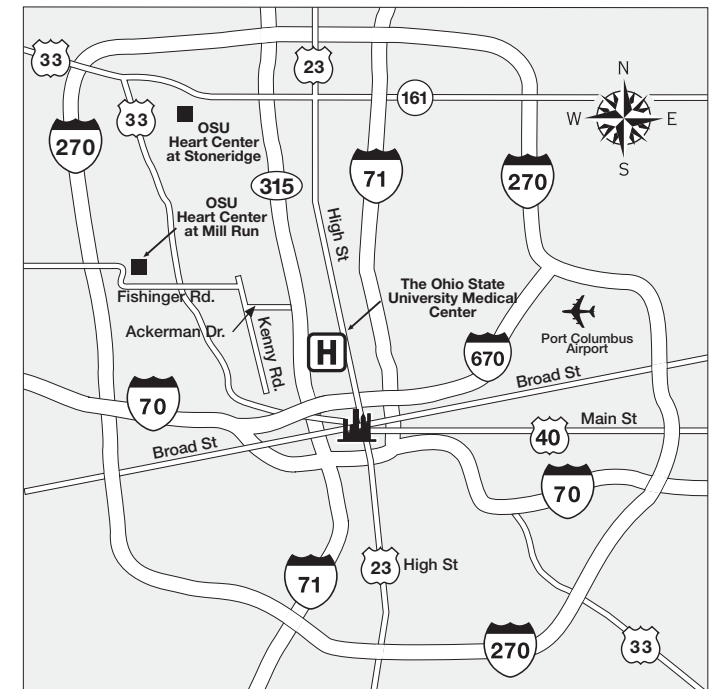 33
23
N
161
W
E
33
OSU
Heart Center
at Stoneridge
S
270
71
270
315
OSU
Heart Center
at Mill Run
High St
The Ohio State
University Medical
Center
Fishinger Rd.
Ackerman Dr.
Kenny Rd.
H
Port Columbus
Airport
670
Broad St
70
Main St
40
Broad St
70
71
23
High St
270
33